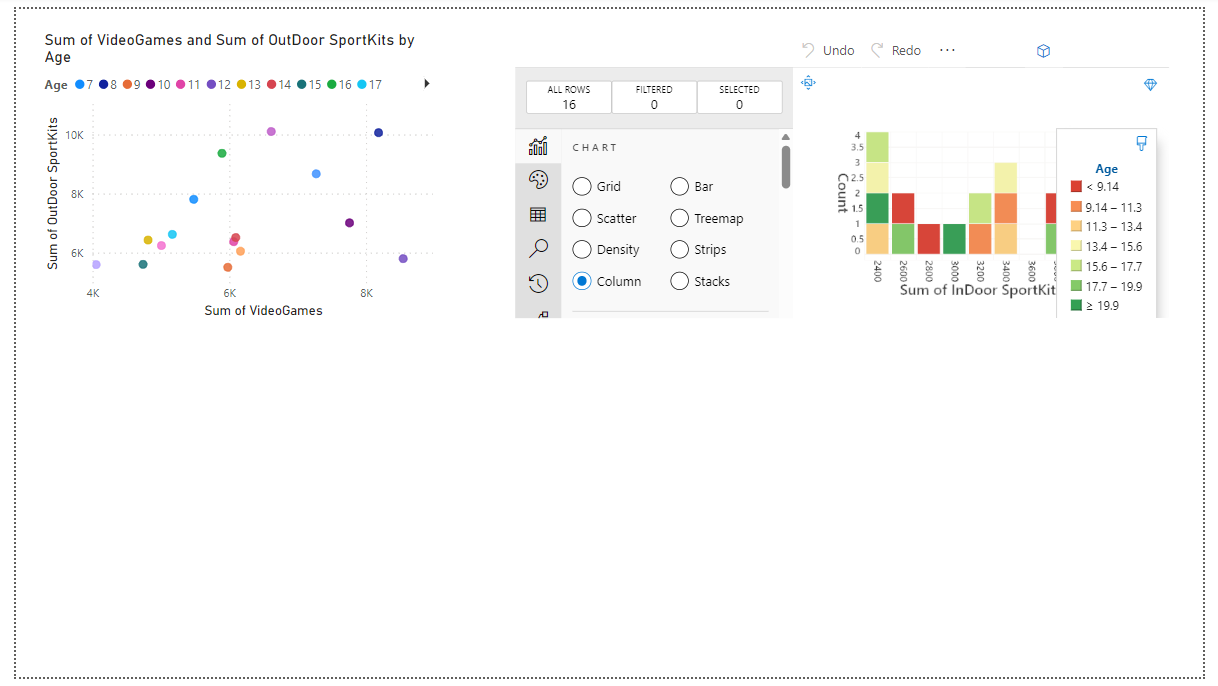 Sum of VideoGames and Sum of OutDoor SportKits by
Age
Age 7 8 9 10 11 12 13 14 15 16 17
Sum of OutDoor SportKits
10K
8K
6K
4K 6K 8K
Sum of VideoGames
Undo Redo ...
ALL ROWS FILTERED SELECTED
16 0 0
CHART
Grid Bar
Scatter Treemap
Density Strips
Column Stacks
Count
4
3.5
3
2.5
2
1.5
1
0.5
0
2400 2600 2800 3000 3200 3400 3600
Sum of InDoor SportKit
Age
< 9.14
9.14 – 11.3
11.3 – 13.4
13.4 – 15.6
15.6 – 17.7
17.7 – 19.9
≥ 19.9